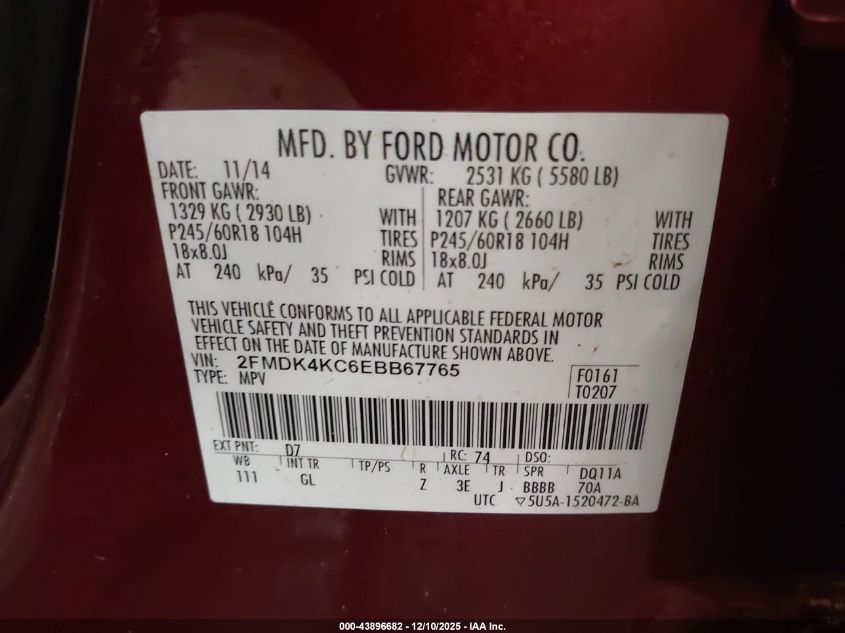 MFD. BY FORD MOTOR CO.
DATE: 11/14 GVWR: 2531 KG ( 5580 LB)
FRONT GAWR: REAR GAWR:
1329 KG ( 2930 LB) WITH 1207 KG ( 2660 LB) WITH
P245/60R18 104H TIRES P245/60R18 104H TIRES
18x8.0J RIMS 18x8.0J RIMS
AT 240 kPa/ 35 PSI COLD AT 240 kPa/ 35 PSI COLD
THIS VEHICLE CONFORMS TO ALL APPLICABLE FEDERAL MOTOR
VEHICLE SAFETY AND THEFT PREVENTION STANDARDS IN
EFFECT ON THE DATE OF MANUFACTURE SHOWN ABOVE.
VIN: 2FMDK4KC6EBB67765
TYPE: MPV
F0161
T0207
EXT PNT: D7 RC: 74 DSO:
WB INT TR TP/PS R AXLE TR SPR DQ11A
111 GL Z 3E J BBBB 70A
UTC ▽5U5A-1520472-BA
000-43896682 - 12/10/2025 - IAA Inc.